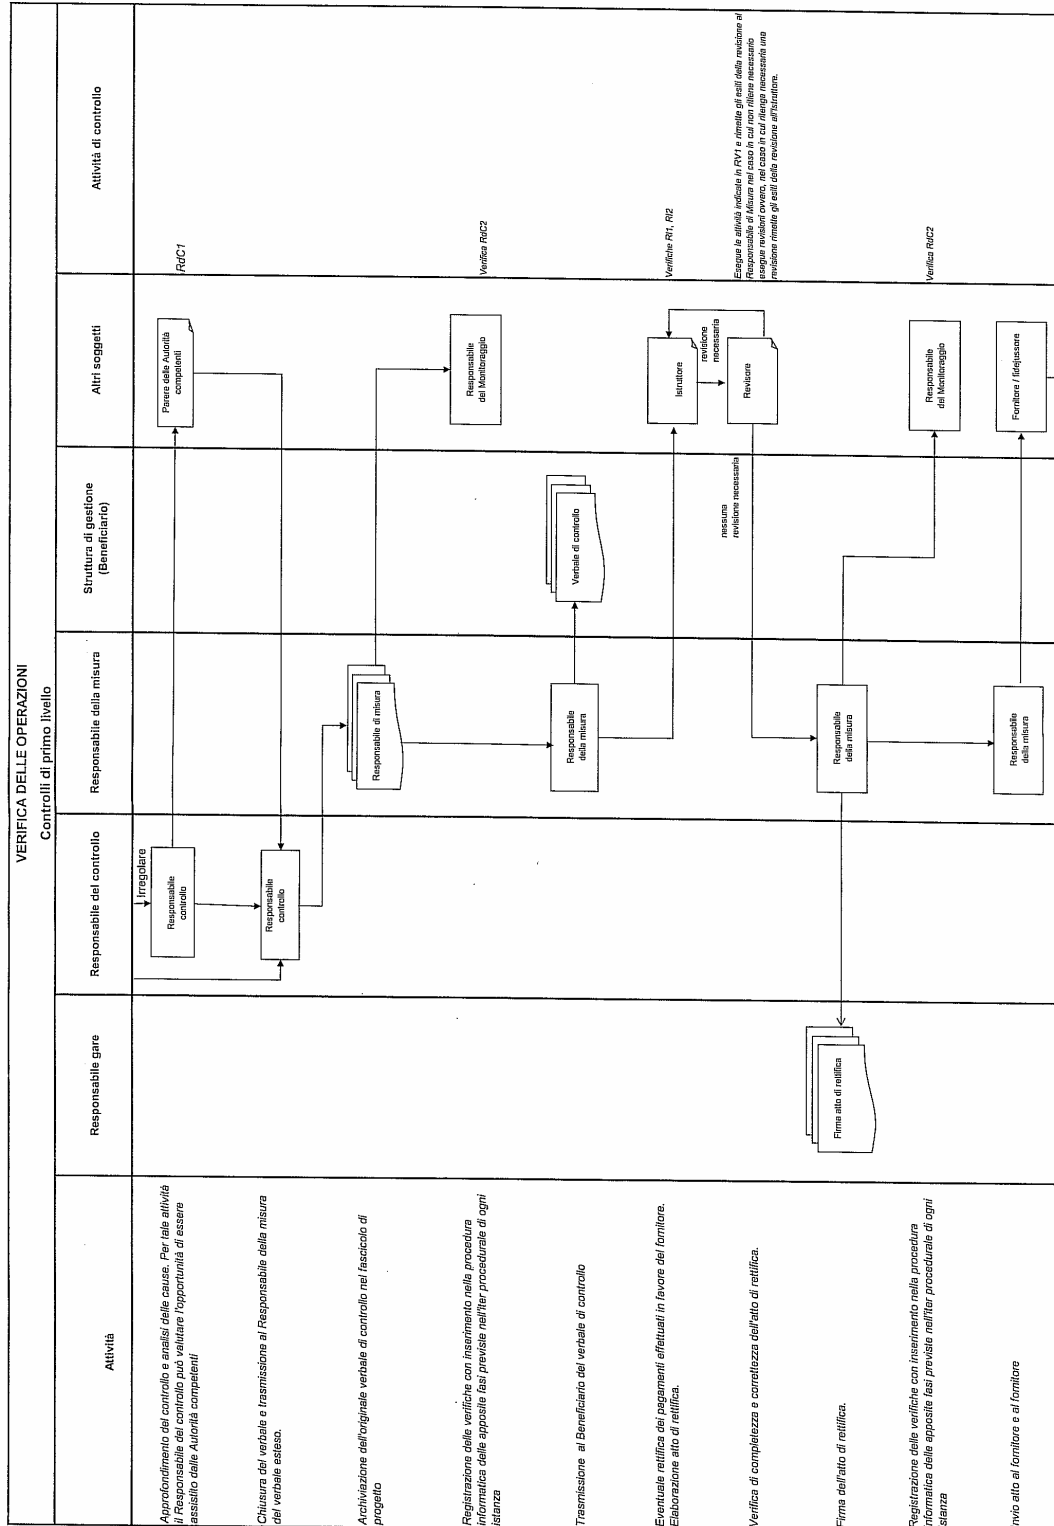 VERIFICA DELLE OPERAZIONI
Controlli di primo livello
Attività
Responsabile gare
Responsabile del controllo
Responsabile della misura
Struttura di gestione
(Beneficiario)
Altri soggetti
Attività di controllo
Approfondimento del controllo e analisi delle cause. Per tale attività
il Responsabile del controllo può valutare l'opportunità di essere
assistito dalle Autorità competenti
Irregolare
Responsabile
controllo
Parere delle Autorità
competenti
RdC1
Chiusura del verbale e trasmissione al Responsabile della misura
del verbale esteso.
Responsabile
controllo
Archiviazione dell'originale verbale di controllo nel fascicolo di
progetto
Responsabile di misura
Registrazione delle verifiche con inserimento nella procedura
informatica delle apposite fasi previste nell'iter procedurale di ogni
istanza
Responsabile
del Monitoraggio
Verifica RdC2
Trasmissione al Beneficiario del verbale di controllo
Responsabile
della misura
Verbale di controllo
Eventuale rettifica dei pagamenti effettuati in favore del fornitore.
Elaborazione atto di rettifica.
Istruttore
Verifiche RI1, RI2
revisione
necessaria
Verifica di completezza e correttezza dell'atto di rettifica.
nessuna
revisione necessaria
Revisore
Esegue le attività indicate in RV1 e rimette gli esiti della revisione al
Responsabile di Misura nel caso in cui non ritiene necessario
esegue revisioni ovvero, nel caso in cui ritenga necessaria una
revisione rimette gli esiti della revisione all'Istruttore.
Firma dell'atto di rettifica.
Firma atto di rettifica
Responsabile
della misura
Registrazione delle verifiche con inserimento nella procedura
nformatica delle apposite fasi previste nell'iter procedurale di ogni
stanza
Responsabile
del Monitoraggio
Verifica RdC2
nvio atto al fornitore e al fornitore
Responsabile
della misura
Fornitore / fidejussore